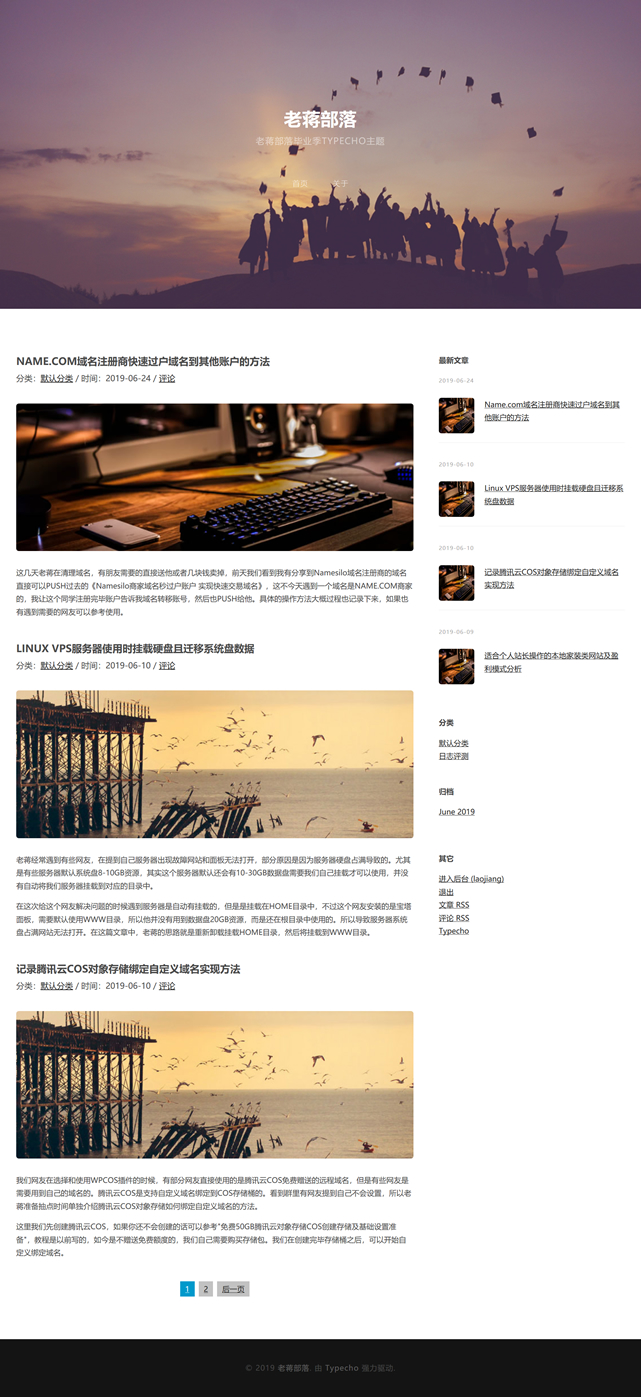 老蒋部落
老蒋部落毕业季TYPECHO主题
首页 关于
NAME.COM域名注册商快速过户域名到其他账户的方法
分类：默认分类 / 时间：2019-06-24 / 评论
这几天老蒋在清理域名，有朋友需要的直接送他或者几块钱卖掉，前天我们看到我有分享到Namesilo域名注册商的域名
直接可以PUSH过去的《Namesilo商家域名秒过户账户 实现快速交易域名》，这不今天遇到一个域名是NAME.COM商家
的，我让这个同学注册完毕账户告诉我域名转移账号，然后也PUSH给他。具体的操作方法大概过程也记录下来，如果也
有遇到需要的网友可以参考使用。
LINUX VPS服务器使用时挂载硬盘且迁移系统盘数据
分类：默认分类 / 时间：2019-06-10 / 评论
老蒋经常遇到有些网友，在提到自己服务器出现故障网站和面板无法打开，部分原因是因为服务器硬盘占满导致的。尤其
是有些服务器默认系统盘8-10GB资源，其实这个服务器默认还会有10-30GB数据盘需要我们自己挂载才可以使用，并没
有自动将我们服务器挂载到对应的目录中。
在这次给这个网友解决问题的时候遇到服务器是自动有挂载的，但是是挂载在HOME目录中，不过这个网友安装的是宝塔
面板，需要默认使用WWW目录，所以他并没有用到数据盘20GB资源，而是还在根目录中使用的。所以导致服务器系统
盘占满网站无法打开。在这篇文章中，老蒋的思路就是重新卸载挂载HOME目录，然后将挂载到WWW目录。
记录腾讯云COS对象存储绑定自定义域名实现方法
分类：默认分类 / 时间：2019-06-10 / 评论
我们网友在选择和使用WPCOS插件的时候，有部分网友直接使用的是腾讯云COS免费赠送的远程域名，但是有些网友是
需要用到自己的域名的。腾讯云COS是支持自定义域名绑定到COS存储桶的。看到群里有网友提到自己不会设置，所以老
蒋准备抽点时间单独介绍腾讯云COS对象存储如何绑定自定义域名的方法。
这里我们先创建腾讯云COS，如果你还不会创建的话可以参考"免费50GB腾讯云对象存储COS创建存储及基础设置准
备"，教程是以前写的，如今是不赠送免费额度的，我们自己需要购买存储包。我们在创建完毕存储桶之后，可以开始自
定义绑定域名。
1 2 后一页
最新文章
2019-06-24
Name.com域名注册商快速过户域名到其
他账户的方法
2019-06-10
Linux VPS服务器使用时挂载硬盘且迁移系
统盘数据
2019-06-10
记录腾讯云COS对象存储绑定自定义域名
实现方法
2019-06-09
适合个人站长操作的本地家装类网站及盈
利模式分析
分类
默认分类
日志评测
归档
June 2019
其它
进入后台 (laojiang)
退出
文章 RSS
评论 RSS
Typecho
© 2019 老蒋部落. 由 Typecho 强力驱动.